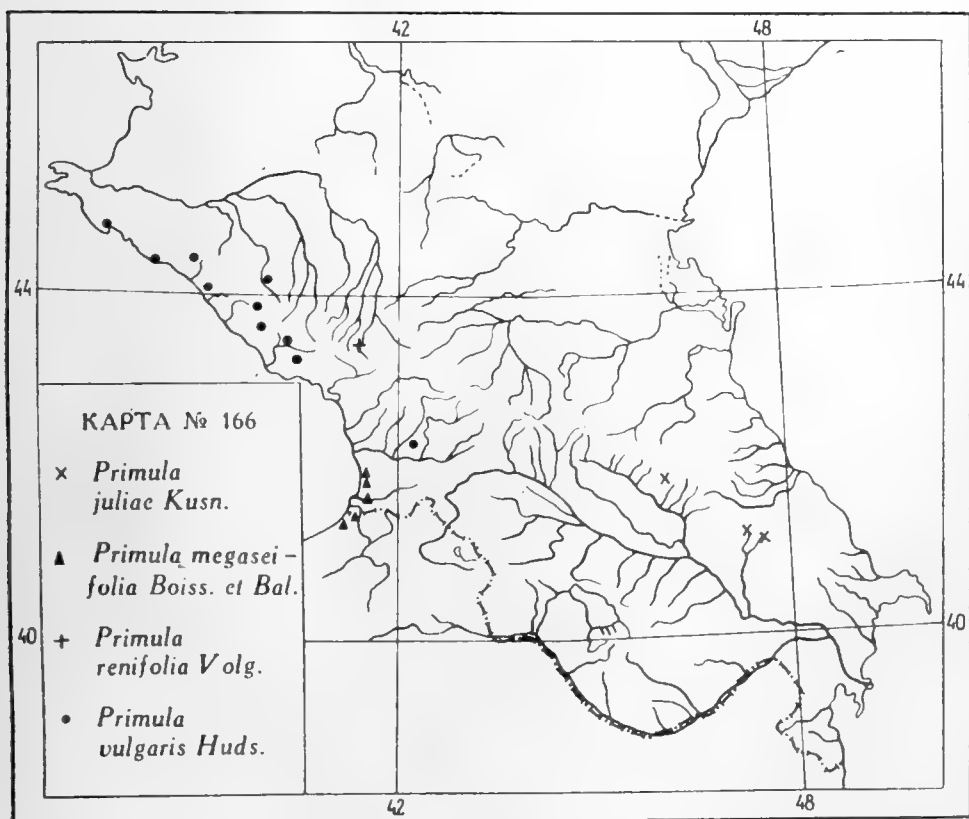 42 48
44 44
КАРТА № 166
× Primula
juliae Kusn.
▲ Primula megasei–
folia Boiss. et Bal.
40 40
+ Primula
renifolia Volg.
• Primula
vulgaris Huds.
42 48